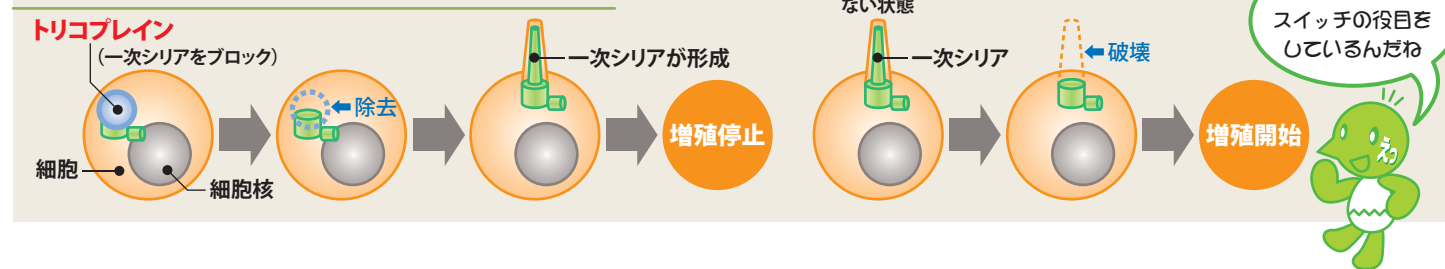 トリコプレイン
(一次シリアをブロック)
細胞
細胞核
除去
一次シリアが形成
増殖停止
ない状態
一次シリア
破壊
増殖開始
スイッチの役目を
しているんだね